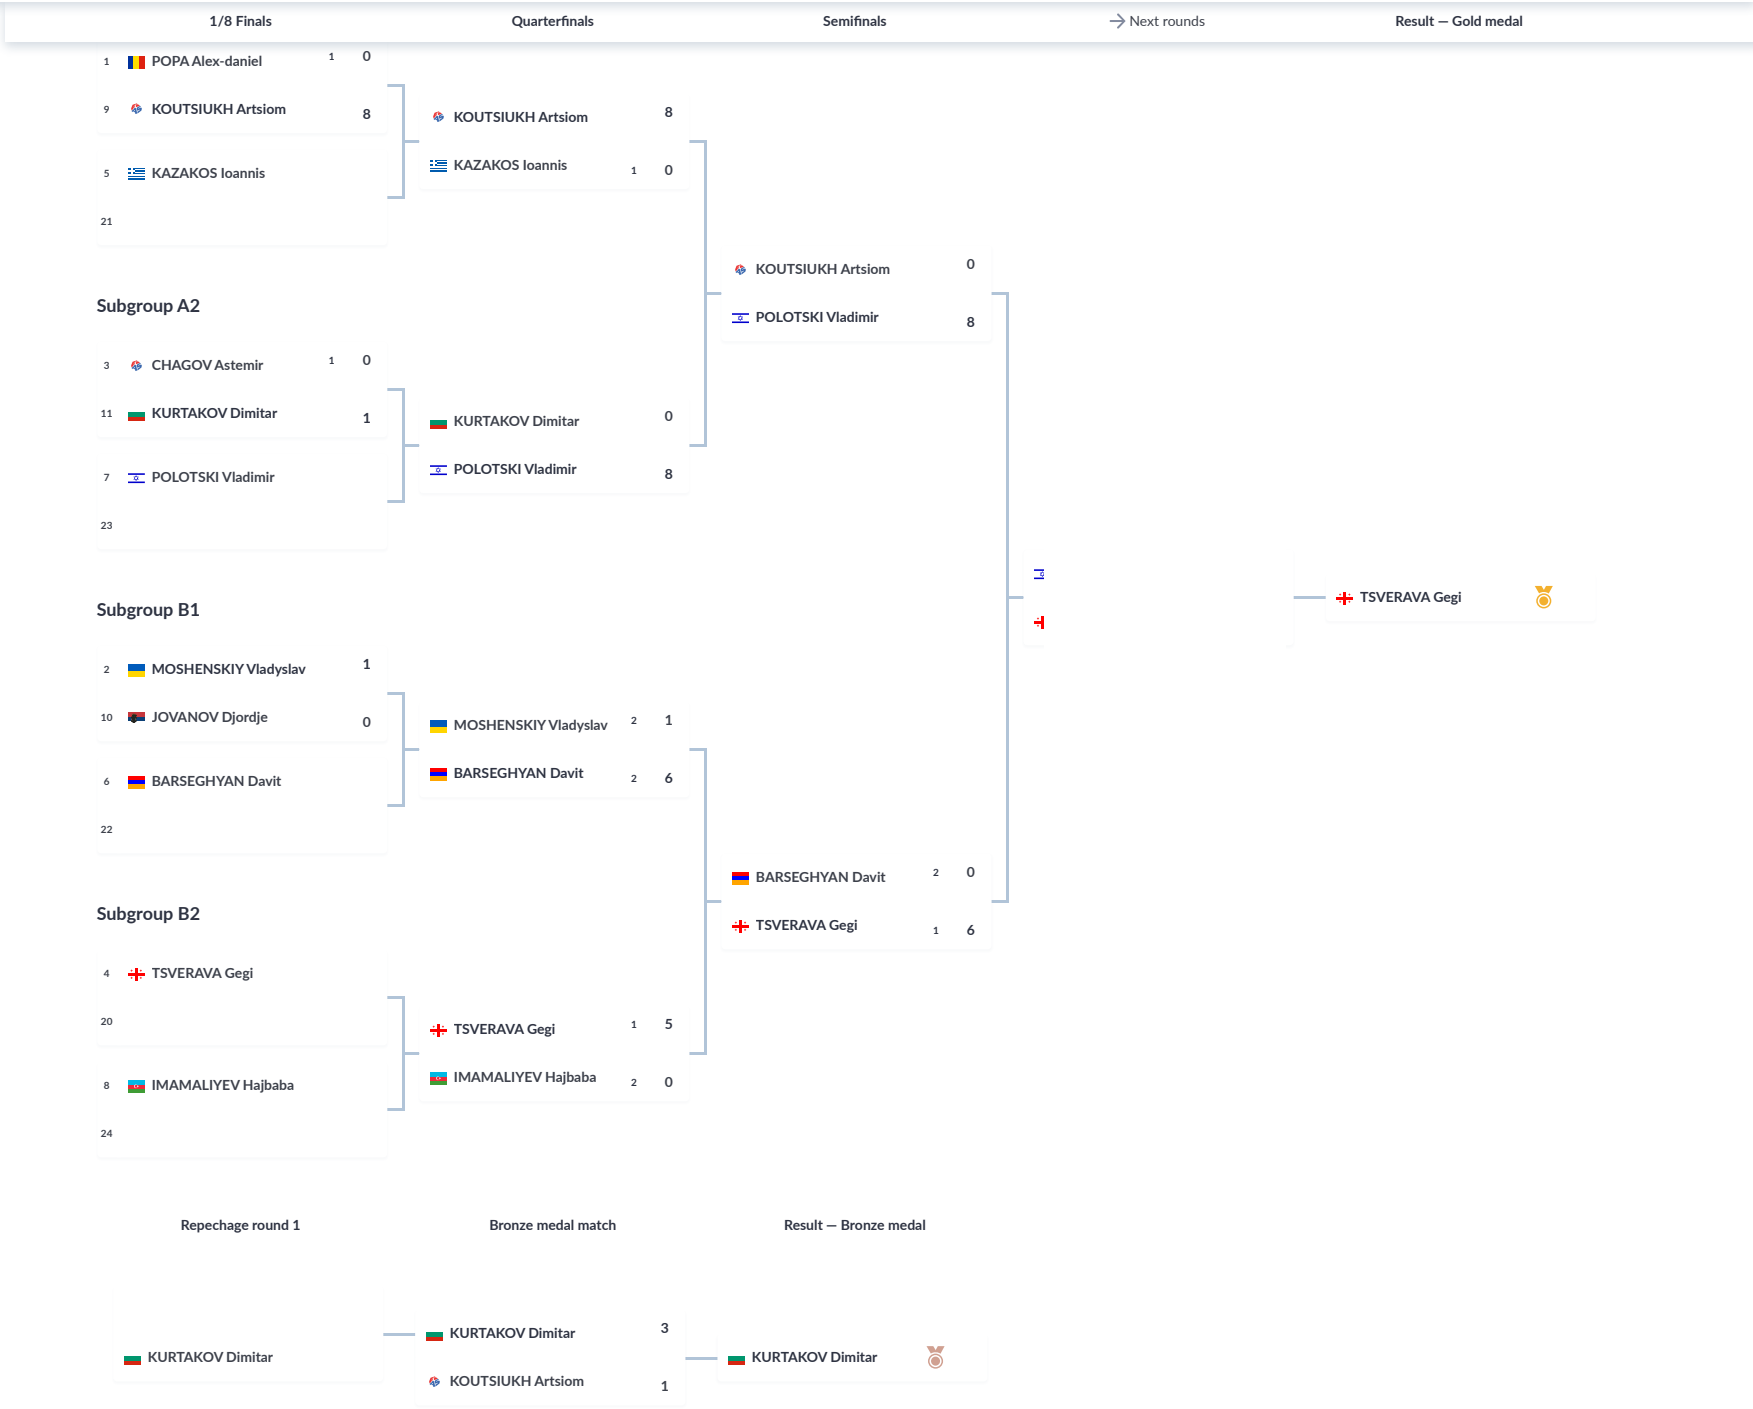 1/8 Finals Quarterfinals Semifinals → Next rounds Result — Gold medal
1 POPA Alex-daniel 1 0
9 KOUTSIUKH Artsiom 8
KOUTSIUKH Artsiom 8
KAZAKOS Ioannis 1 0
5 KAZAKOS Ioannis
21
KOUTSIUKH Artsiom 0
POLOTSKI Vladimir 8
Subgroup A2
3 CHAGOV Astemir 1 0
11 KURTAKOV Dimitar 1
KURTAKOV Dimitar 0
POLOTSKI Vladimir 8
7 POLOTSKI Vladimir
23
TSVERAVA Gegi
Subgroup B1
2 MOSHENSKIY Vladyslav 1
10 JOVANOV Djordje 0
MOSHENSKIY Vladyslav 2 1
BARSEGHYAN Davit 2 6
6 BARSEGHYAN Davit
22
BARSEGHYAN Davit 2 0
TSVERAVA Gegi 1 6
Subgroup B2
4 TSVERAVA Gegi
20
TSVERAVA Gegi 1 5
IMAMALIYEV Hajbaba 2 0
8 IMAMALIYEV Hajbaba
24
Repechage round 1 Bronze medal match Result — Bronze medal
KURTAKOV Dimitar
KURTAKOV Dimitar 3
KOUTSIUKH Artsiom 1
KURTAKOV Dimitar